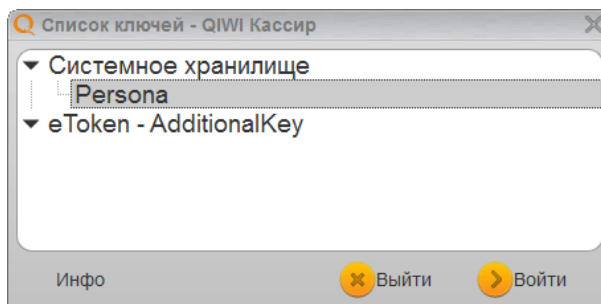 Список ключей - QIWI Кассир
Системное хранилище
Persona
eToken - AdditionalKey
Инфо Выйти Войти